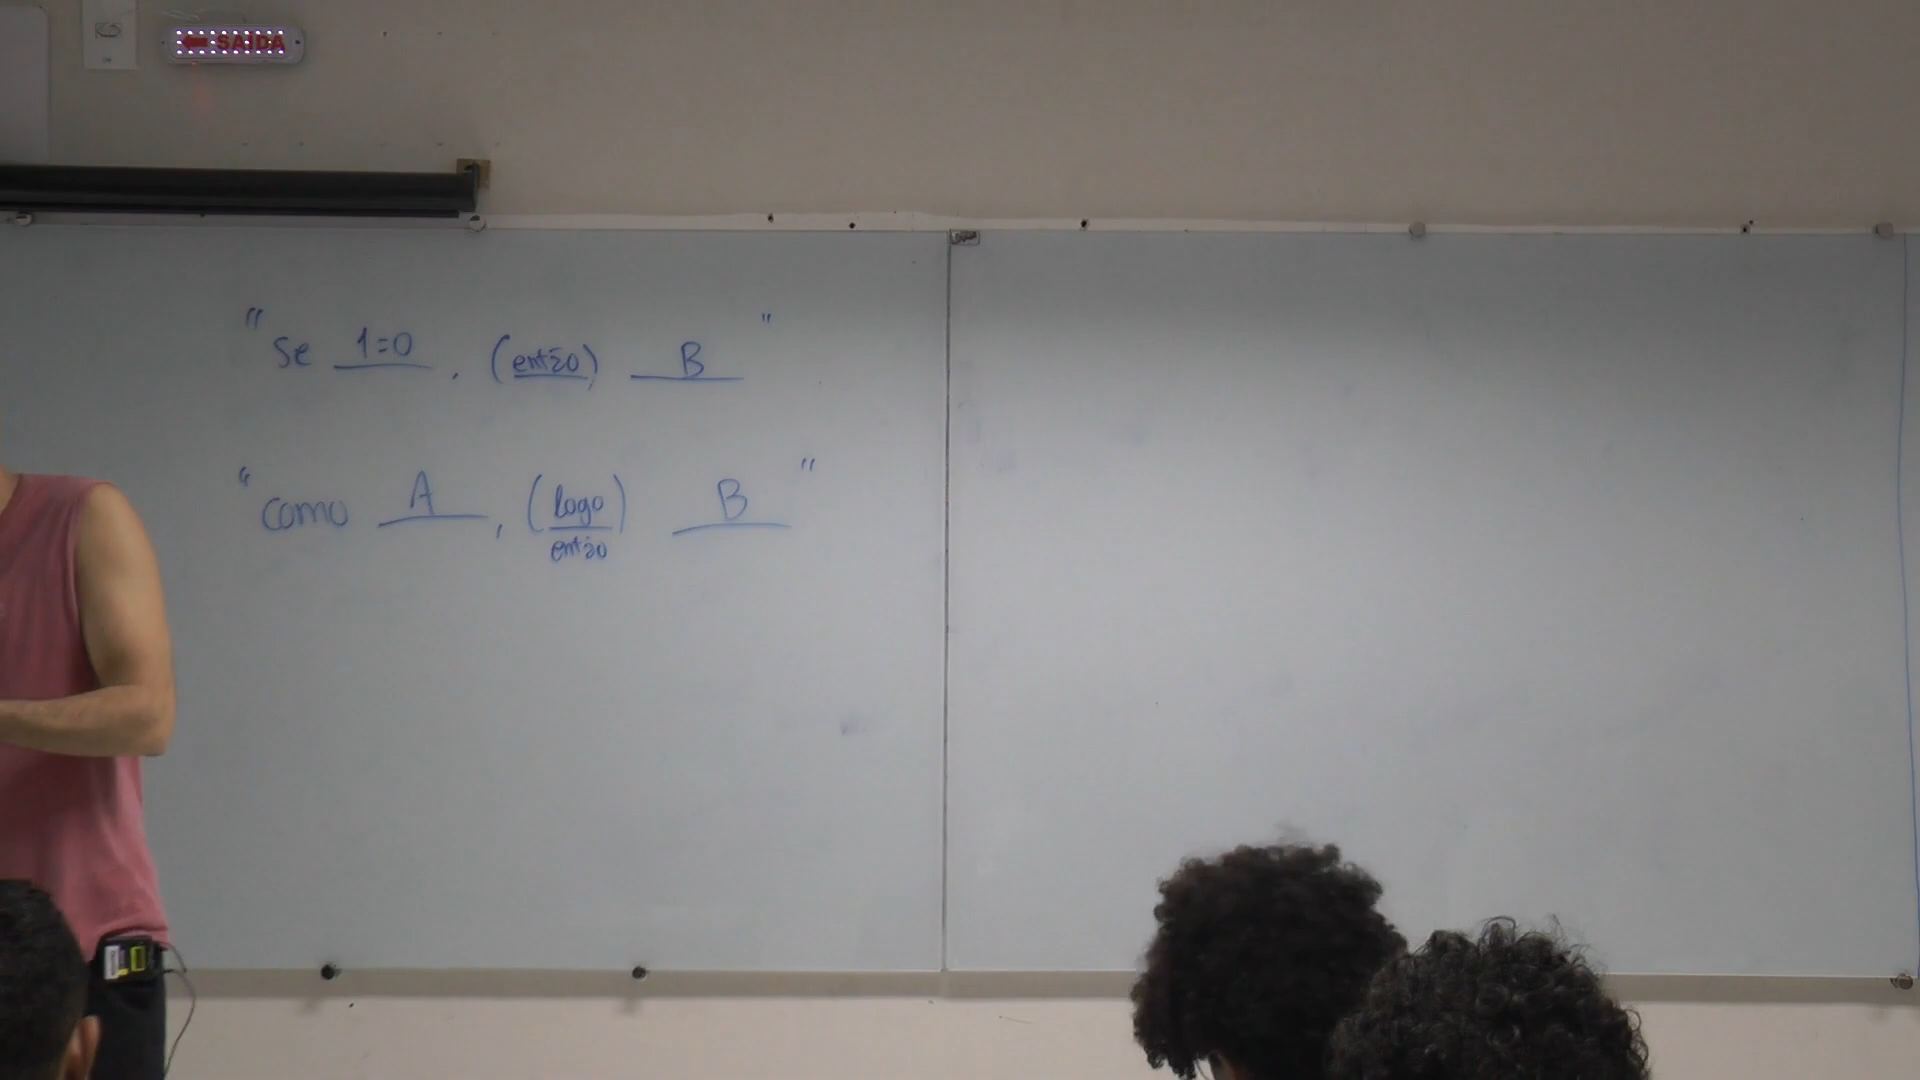 ← SAÍDA
"Se 1=0, (então) B"
"como A, (logo) B"
então